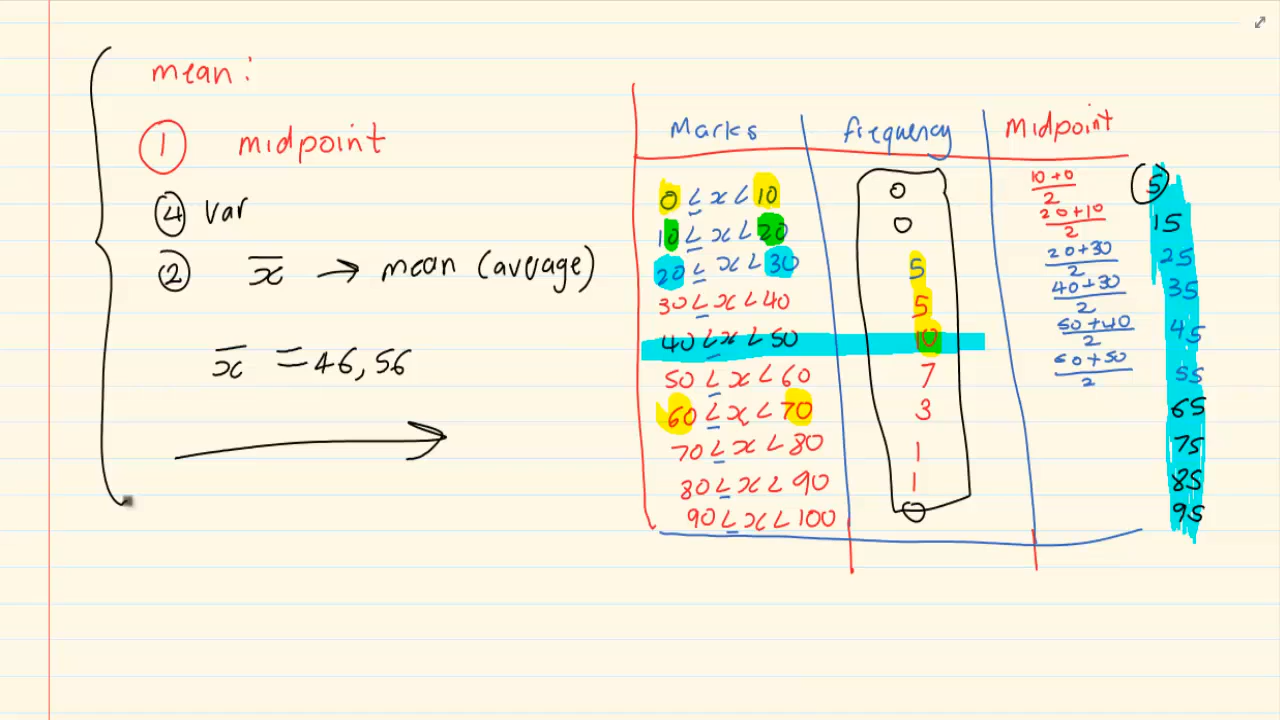 mean:
① midpoint
④ var
② x̅ → mean (average)
x̅ = 46,56
Marks frequency Midpoint
0 ≤ x < 10 0 10+0/2 5
10 ≤ x < 20 0 20+10/2 15
20 ≤ x < 30 5 20+30/2 25
30 ≤ x < 40 5 40+30/2 35
40 ≤ x < 50 10 50+40/2 45
50 ≤ x < 60 7 60+50/2 55
60 ≤ x < 70 3 65
70 ≤ x < 80 1 75
80 ≤ x < 90 1 85
90 ≤ x < 100 0 95